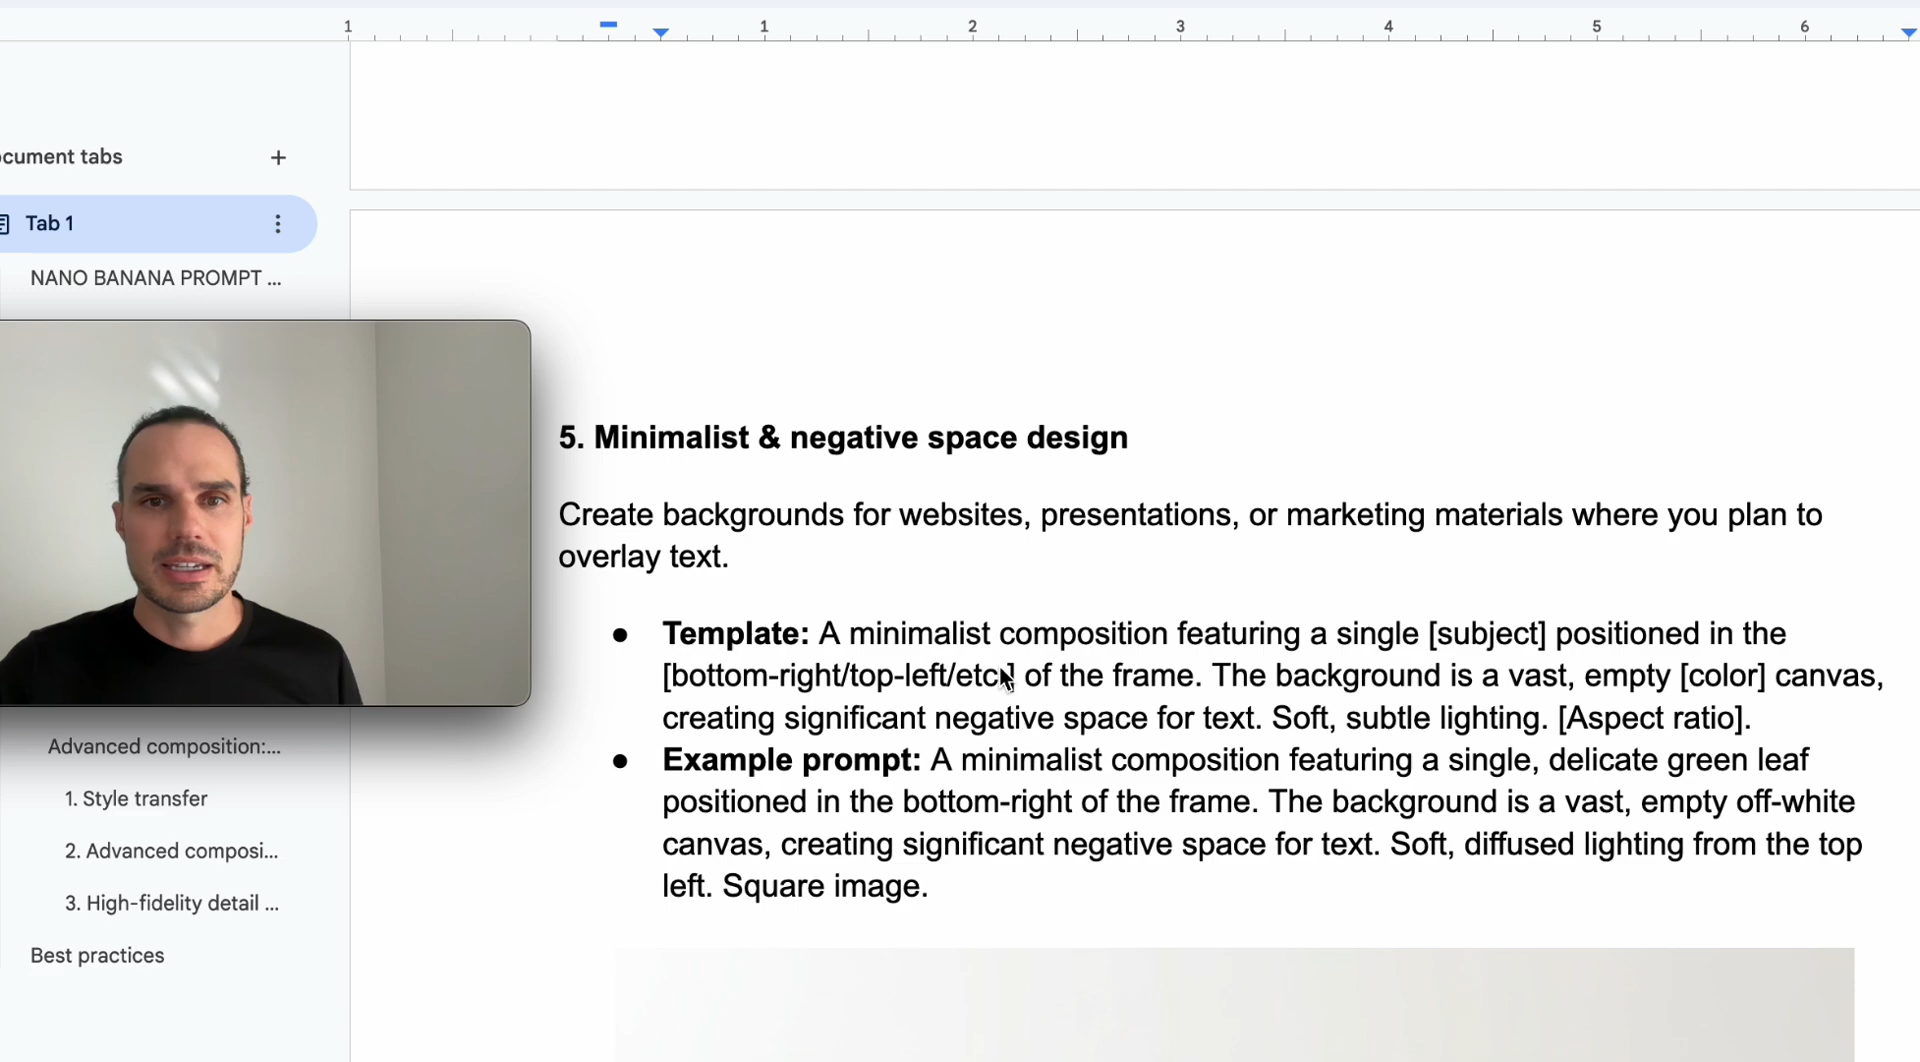 1 1 2 3 4 5 6
cument tabs
Tab 1
NANO BANANA PROMPT ...
Advanced composition:...
1. Style transfer
2. Advanced composi...
3. High-fidelity detail ...
Best practices
5. Minimalist & negative space design
Create backgrounds for websites, presentations, or marketing materials where you plan to
overlay text.
● Template: A minimalist composition featuring a single [subject] positioned in the
[bottom-right/top-left/etc.] of the frame. The background is a vast, empty [color] canvas,
creating significant negative space for text. Soft, subtle lighting. [Aspect ratio].
● Example prompt: A minimalist composition featuring a single, delicate green leaf
positioned in the bottom-right of the frame. The background is a vast, empty off-white
canvas, creating significant negative space for text. Soft, diffused lighting from the top
left. Square image.